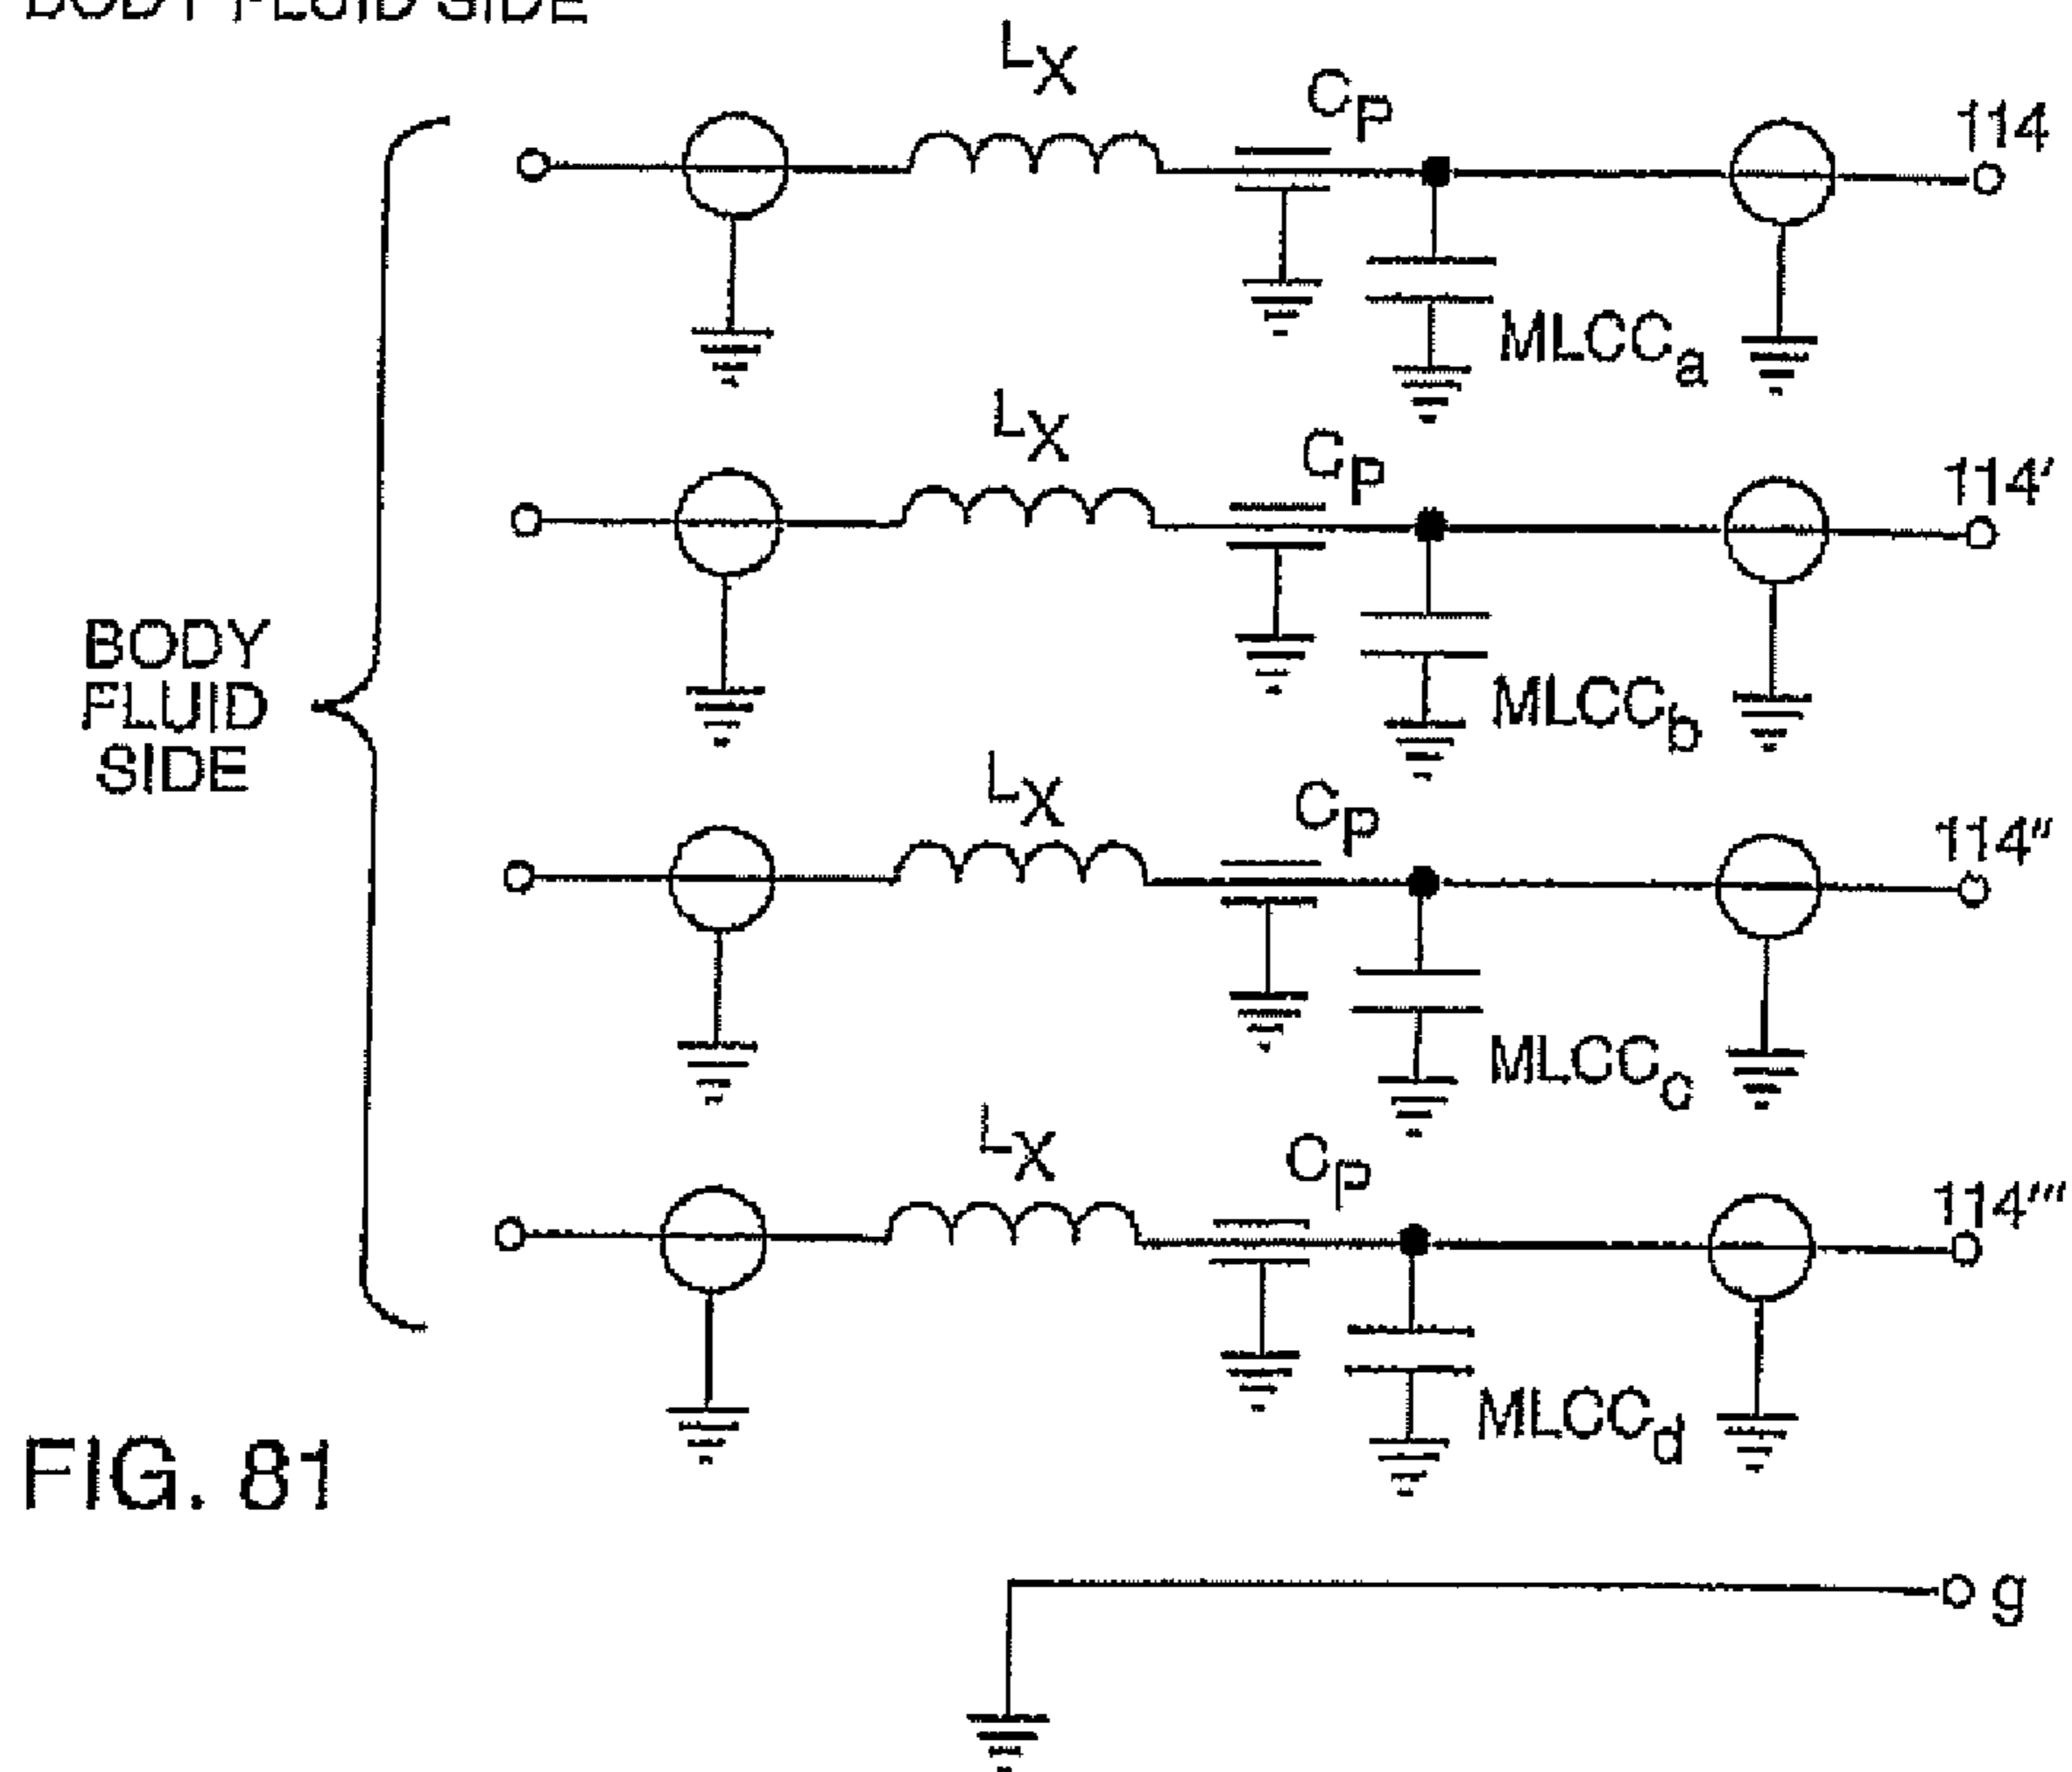 BODY FLUID SIDE
LX
CP
114
MLCCa
LX
CP
114'
MLCCb
BODY
FLUID
SIDE
LX
CP
114"
MLCCc
LX
CP
114'"
MLCCd
FIG. 81
g